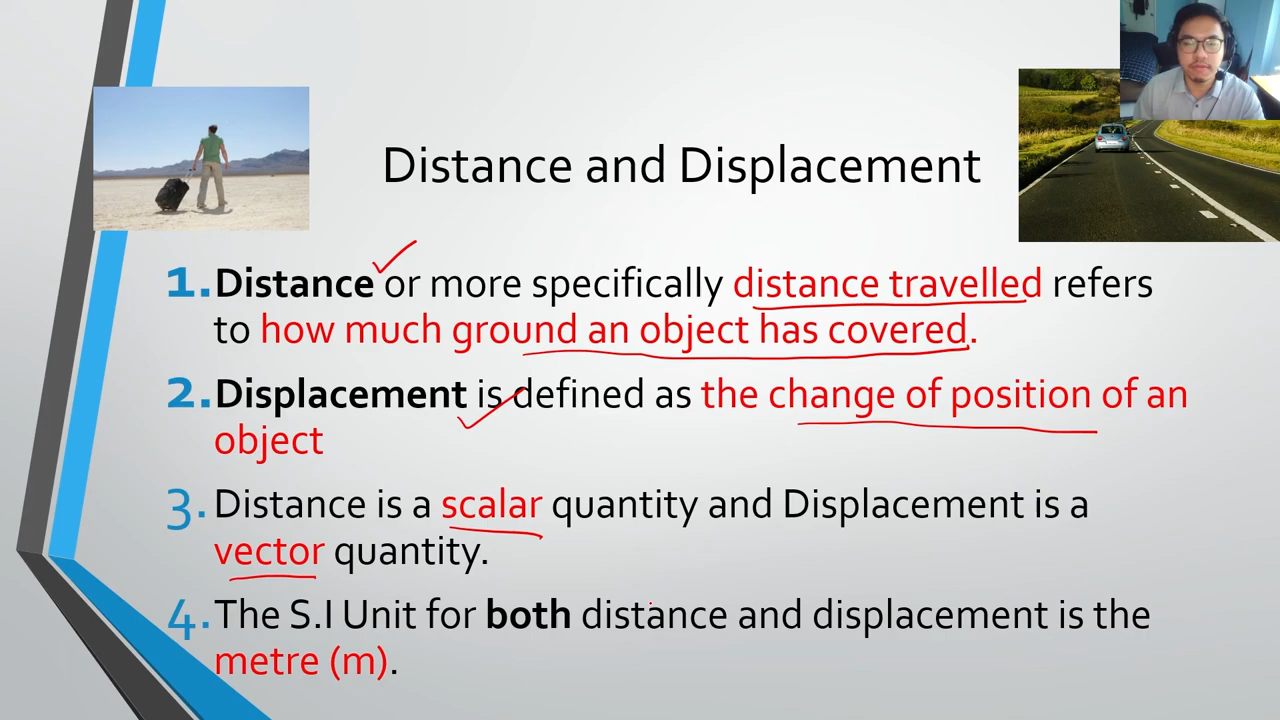 Distance and Displacement
1. Distance or more specifically distance travelled refers
to how much ground an object has covered.
2. Displacement is defined as the change of position of an
object
3. Distance is a scalar quantity and Displacement is a
vector quantity.
4. The S.I Unit for both distance and displacement is the
metre (m).